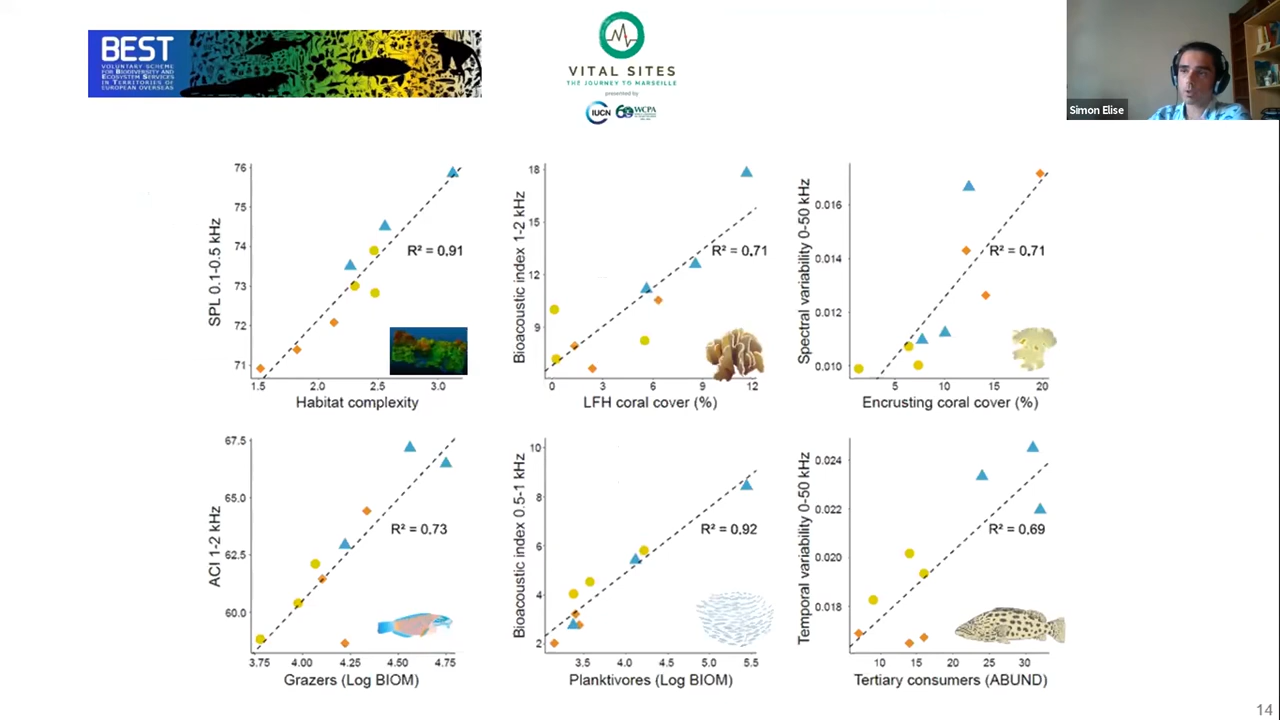 BEST
VOLUNTARY SCHEME
FOR BIODIVERSITY AND
ECOSYSTEM SERVICES
IN TERRITORIES OF
EUROPEAN OVERSEAS
VITAL SITES
THE JOURNEY TO MARSEILLE
presented by
IUCN 60 WCPA
Simon Elise
SPL 0.1-0.5 kHz
76
75
74
73
72
71
R² = 0.91
1.5 2.0 2.5 3.0
Habitat complexity
Bioacoustic index 1-2 kHz
18
15
12
9
R² = 0.71
0 3 6 9 12
LFH coral cover (%)
Spectral variability 0-50 kHz
0.016
0.014
0.012
0.010
R² = 0.71
5 10 15 20
Encrusting coral cover (%)
ACI 1-2 kHz
67.5
65.0
62.5
60.0
R² = 0.73
3.75 4.00 4.25 4.50 4.75
Grazers (Log BIOM)
Bioacoustic index 0.5-1 kHz
10
8
6
4
2
R² = 0.92
3.5 4.0 4.5 5.0 5.5
Planktivores (Log BIOM)
Temporal variability 0-50 kHz
0.024
0.022
0.020
0.018
R² = 0.69
10 15 20 25 30
Tertiary consumers (ABUND)
14